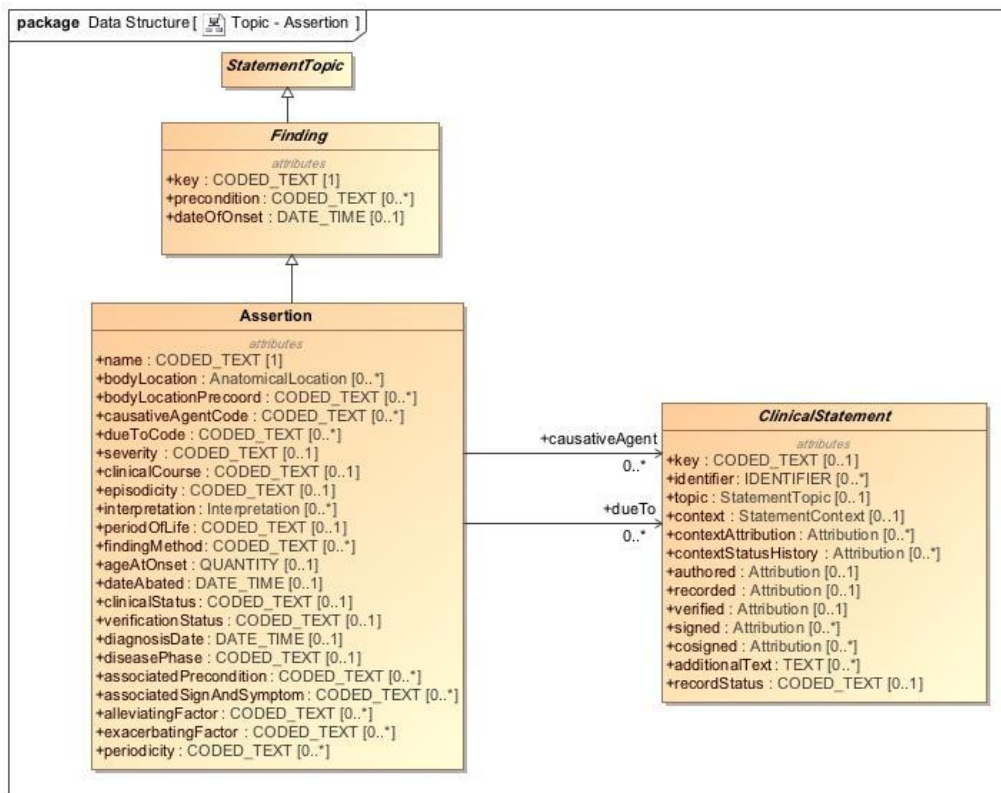 package Data Structure [ Topic - Assertion ]
StatementTopic
Finding
attributes
+key : CODED_TEXT [1]
+precondition : CODED_TEXT [0..*]
+dateOfOnset : DATE_TIME [0..1]
Assertion
attributes
+name : CODED_TEXT [1]
+bodyLocation : AnatomicalLocation [0..*]
+bodyLocationPrecoord : CODED_TEXT [0..*]
+causativeAgentCode : CODED_TEXT [0..*]
+dueToCode : CODED_TEXT [0..*]
+severity : CODED_TEXT [0..1]
+clinicalCourse : CODED_TEXT [0..1]
+episodicity : CODED_TEXT [0..1]
+interpretation : Interpretation [0..*]
+periodOfLife : CODED_TEXT [0..1]
+findingMethod : CODED_TEXT [0..*]
+ageAtOnset : QUANTITY [0..1]
+dateAbated : DATE_TIME [0..1]
+clinicalStatus : CODED_TEXT [0..1]
+verificationStatus : CODED_TEXT [0..1]
+diagnosisDate : DATE_TIME [0..1]
+diseasePhase : CODED_TEXT [0..1]
+associatedPrecondition : CODED_TEXT [0..*]
+associatedSignAndSymptom : CODED_TEXT [0..*]
+alleviatingFactor : CODED_TEXT [0..*]
+exacerbatingFactor : CODED_TEXT [0..*]
+periodicity : CODED_TEXT [0..*]
+causativeAgent
0..*
+dueTo
0..*
ClinicalStatement
attributes
+key : CODED_TEXT [0..1]
+identifier : IDENTIFIER [0..*]
+topic : StatementTopic [0..1]
+context : StatementContext [0..1]
+contextAttribution : Attribution [0..*]
+contextStatusHistory : Attribution [0..*]
+authored : Attribution [0..1]
+recorded : Attribution [0..1]
+verified : Attribution [0..1]
+signed : Attribution [0..*]
+cosigned : Attribution [0..*]
+additionalText : TEXT [0..*]
+recordStatus : CODED_TEXT [0..1]